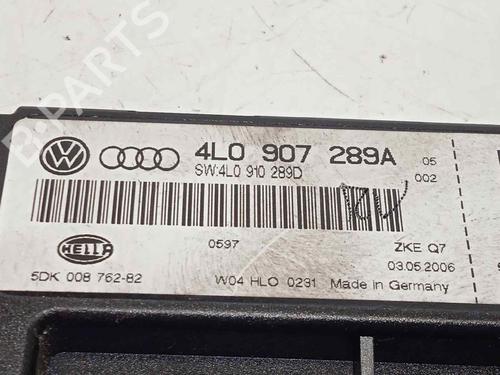 4L0 907 289A 05
SW:4L0 910 289D 002
0597 ZKE Q7
HELLA
03.05.2006
5DK 008 762-82 W04 HLO 0231 Made in Germany
B-PARTS